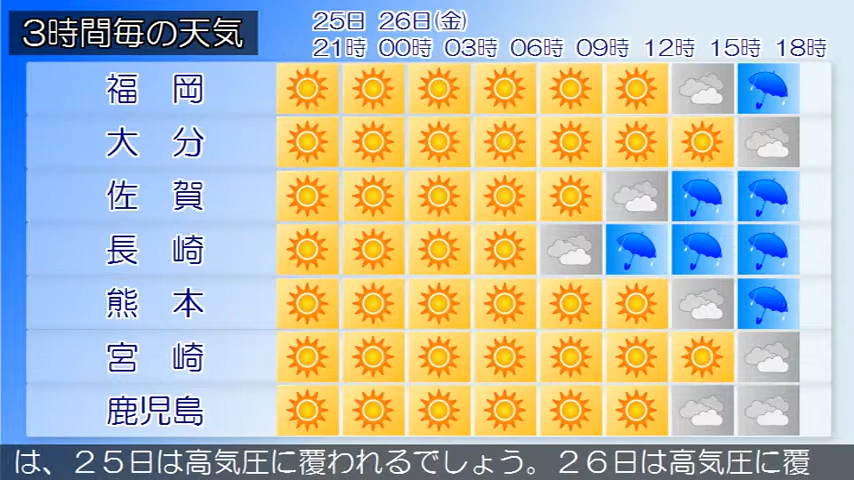 3時間毎の天気
25日 26日(金)
21時 00時 03時 06時 09時 12時 15時 18時
福岡
大分
佐賀
長崎
熊本
宮崎
鹿児島
は、２５日は高気圧に覆われるでしょう。２６日は高気圧に覆